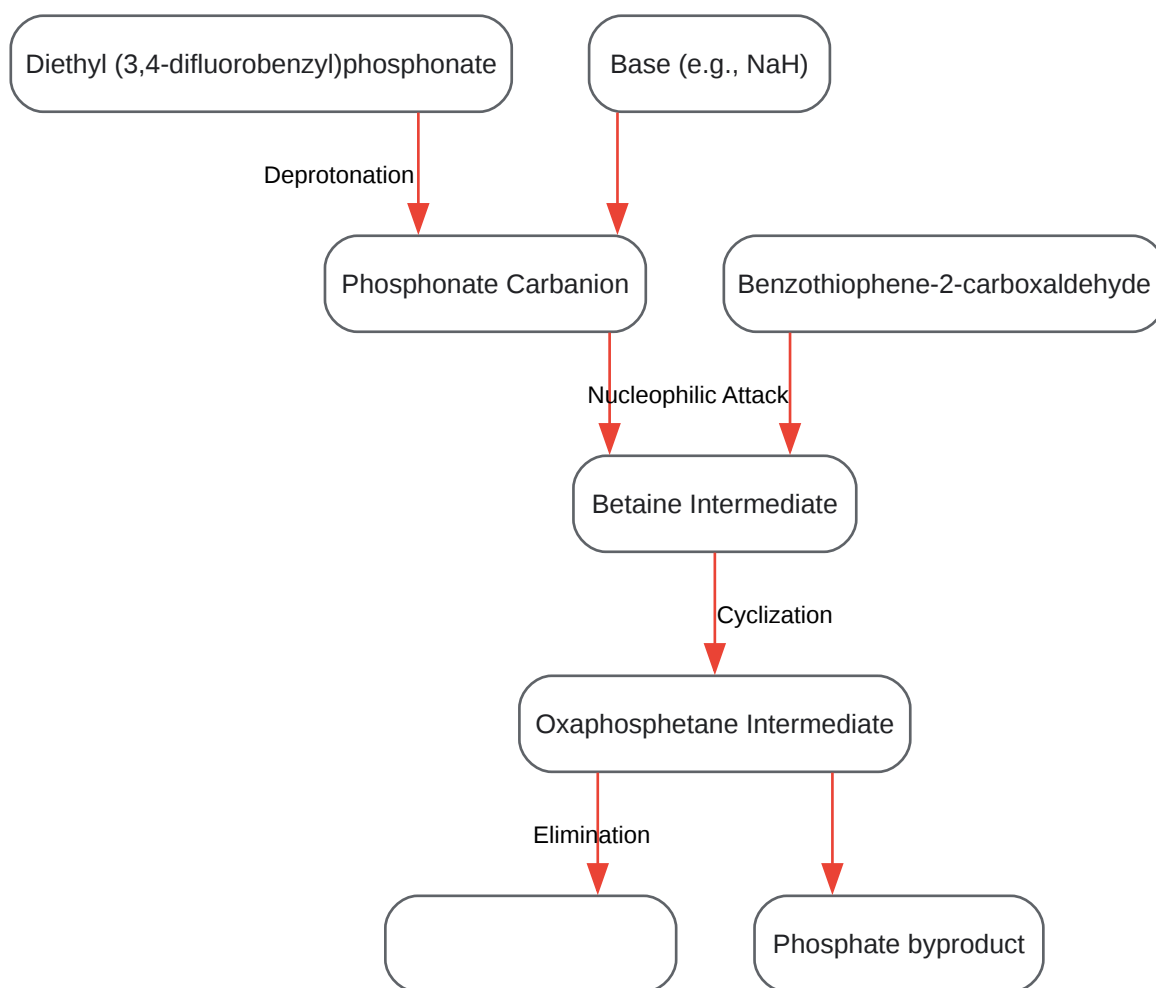 Diethyl (3,4-difluorobenzyl)phosphonate
Base (e.g., NaH)
Deprotonation
Phosphonate Carbanion
Benzothiophene-2-carboxaldehyde
Nucleophilic Attack
Betaine Intermediate
Cyclization
Oxaphosphetane Intermediate
Elimination
Phosphate byproduct